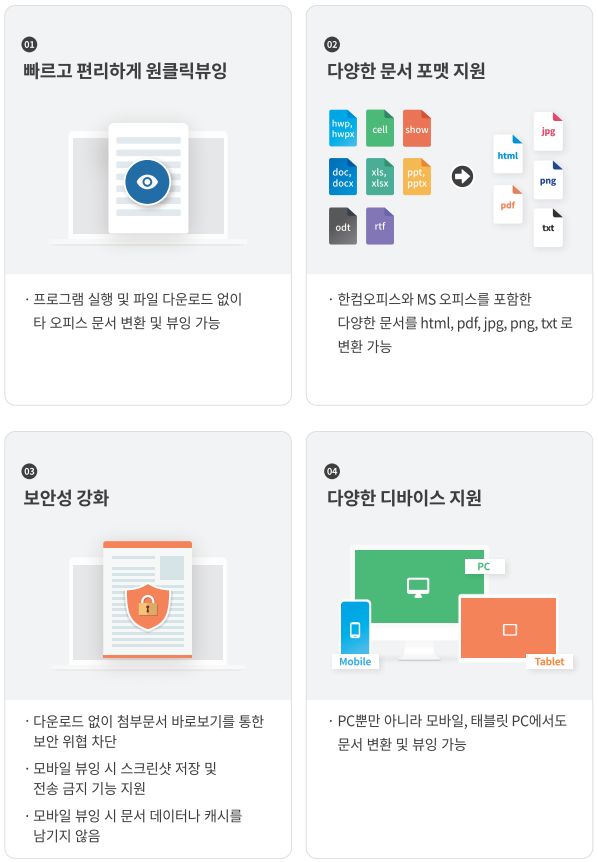 01
빠르고 편리하게 원클릭뷰잉
· 프로그램 실행 및 파일 다운로드 없이
타 오피스 문서 변환 및 뷰잉 가능
02
다양한 문서 포맷 지원
hwp,
hwpx
cell
show
doc,
docx
xls,
xlsx
ppt,
pptx
odt
rtf
html
pdf
jpg
png
txt
· 한컴오피스와 MS 오피스를 포함한
다양한 문서를 html, pdf, jpg, png, txt 로
변환 가능
03
보안성 강화
· 다운로드 없이 첨부문서 바로보기를 통한
보안 위협 차단
· 모바일 뷰잉 시 스크린샷 저장 및
전송 금지 기능 지원
· 모바일 뷰잉 시 문서 데이터나 캐시를
남기지 않음
04
다양한 디바이스 지원
PC
Mobile
Tablet
· PC뿐만 아니라 모바일, 태블릿 PC에서도
문서 변환 및 뷰잉 가능